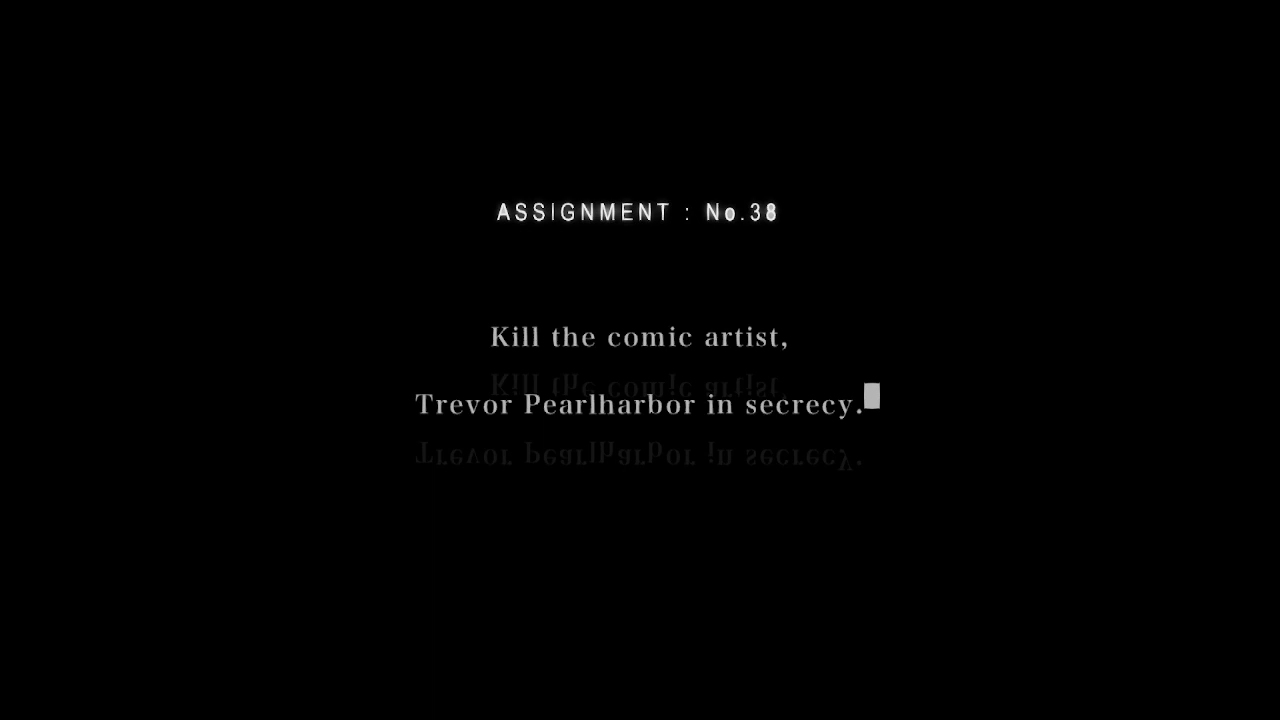 ASSIGNMENT : No.38
Kill the comic artist,
Trevor Pearlharbor in secrecy.